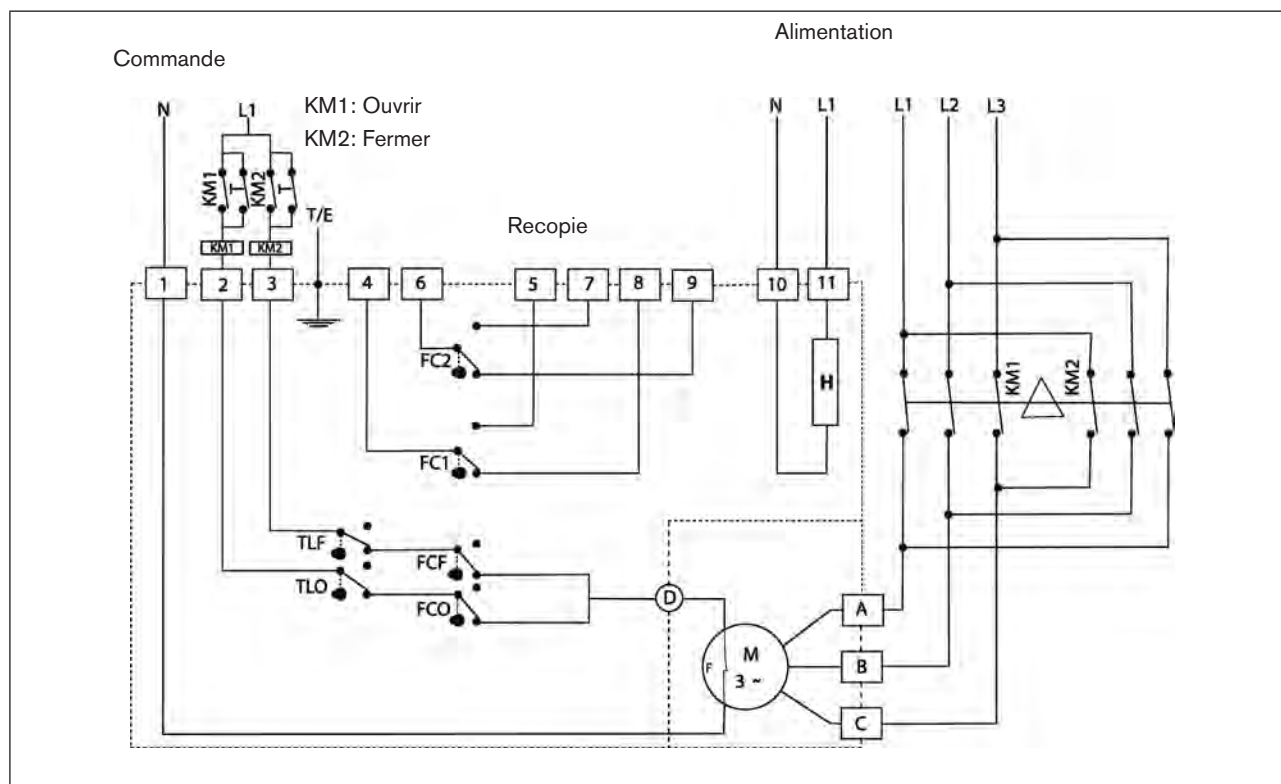 Alimentation
Commande
N L1 KM1: Ouvrir
KM2: Fermer
N L1 L1 L2 L3
KM1 T KM2 T
T/E
Recopie
KM1 KM2
1 2 3 4 6 5 7 8 9 10 11
FC2
H
KM1 KM2
FC1
TLF
FCF
TLO
FCO
D
A
F M
3 ~
B
C